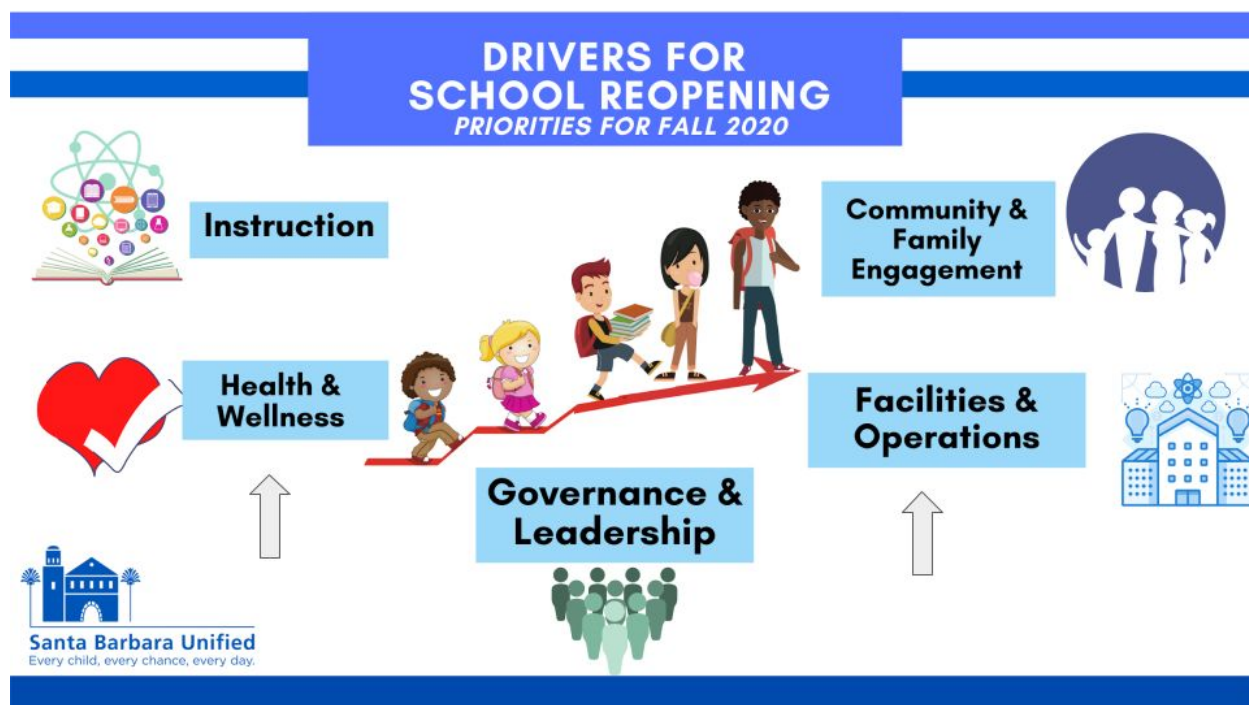 DRIVERS FOR
SCHOOL REOPENING
PRIORITIES FOR FALL 2020
Instruction
Health &
Wellness
Community &
Family
Engagement
Facilities &
Operations
Governance &
Leadership
Santa Barbara Unified
Every child, every chance, every day.